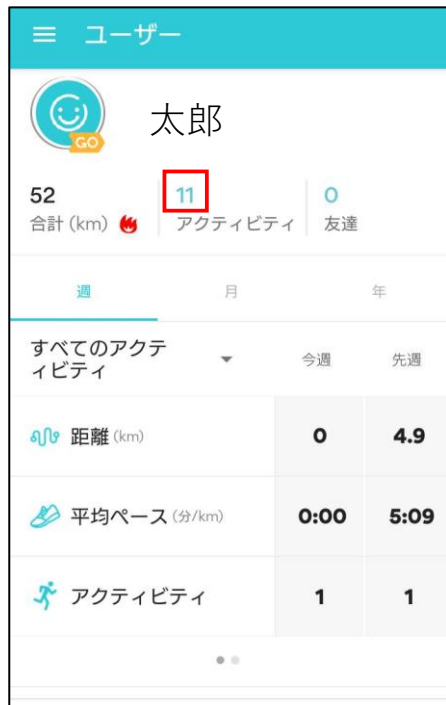 ユーザー
GO
太郎
52 11 0
合計 (km) アクティビティ 友達
週 月 年
すべてのアクテ
ィビティ 今週 先週
距離 (km) 0 4.9
平均ペース (分/km) 0:00 5:09
アクティビティ 1 1